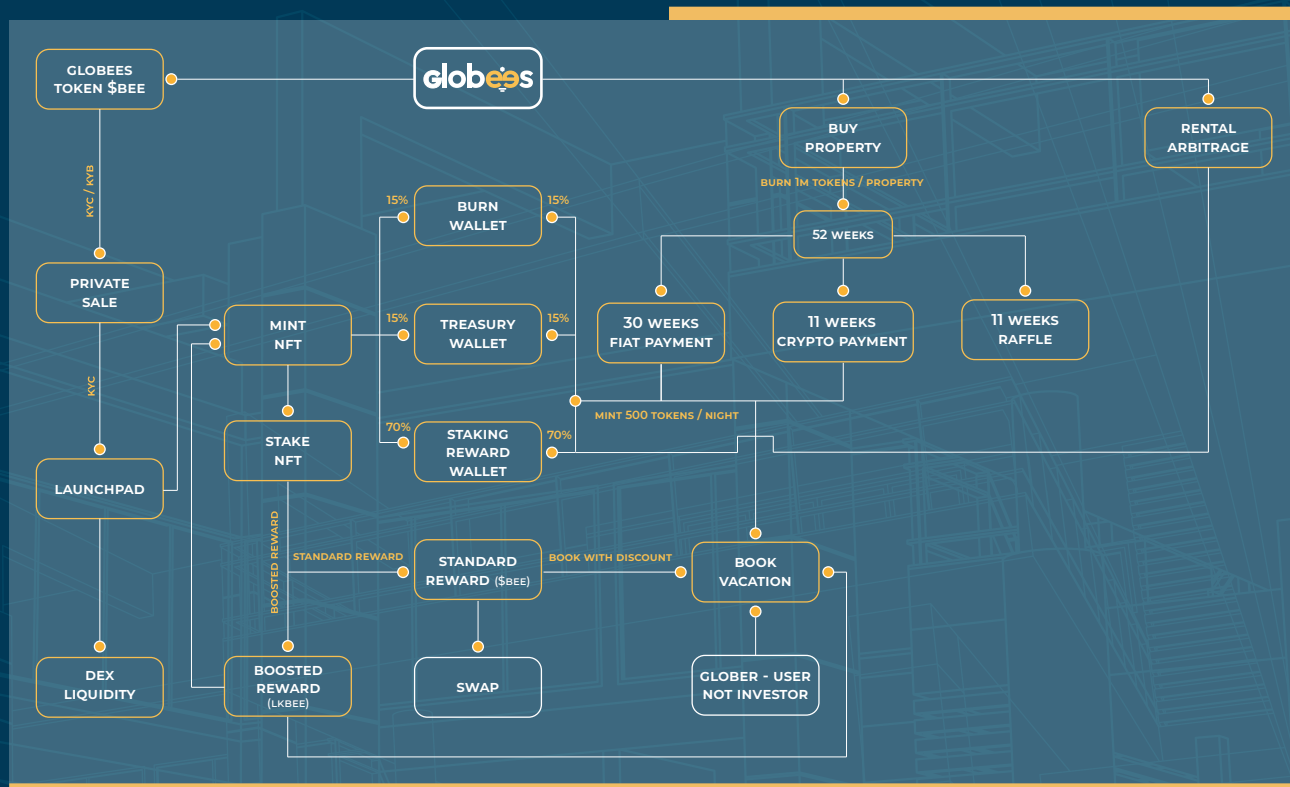 GLOBEES
TOKEN $BEE
globees
BUY
PROPERTY
RENTAL
ARBITRAGE
KYC / KYB
BURN 1M TOKENS / PROPERTY
15%
BURN
WALLET
15%
52 WEEKS
PRIVATE
SALE
MINT
NFT
15%
TREASURY
WALLET
15%
30 WEEKS
FIAT PAYMENT
11 WEEKS
CRYPTO PAYMENT
11 WEEKS
RAFFLE
KYC
MINT 500 TOKENS / NIGHT
STAKE
NFT
70%
STAKING
REWARD
WALLET
70%
LAUNCHPAD
BOOSTED REWARD
STANDARD REWARD
STANDARD
REWARD ($BEE)
BOOK WITH DISCOUNT
BOOK
VACATION
DEX
LIQUIDITY
BOOSTED
REWARD
(LKBEE)
SWAP
GLOBER - USER
NOT INVESTOR